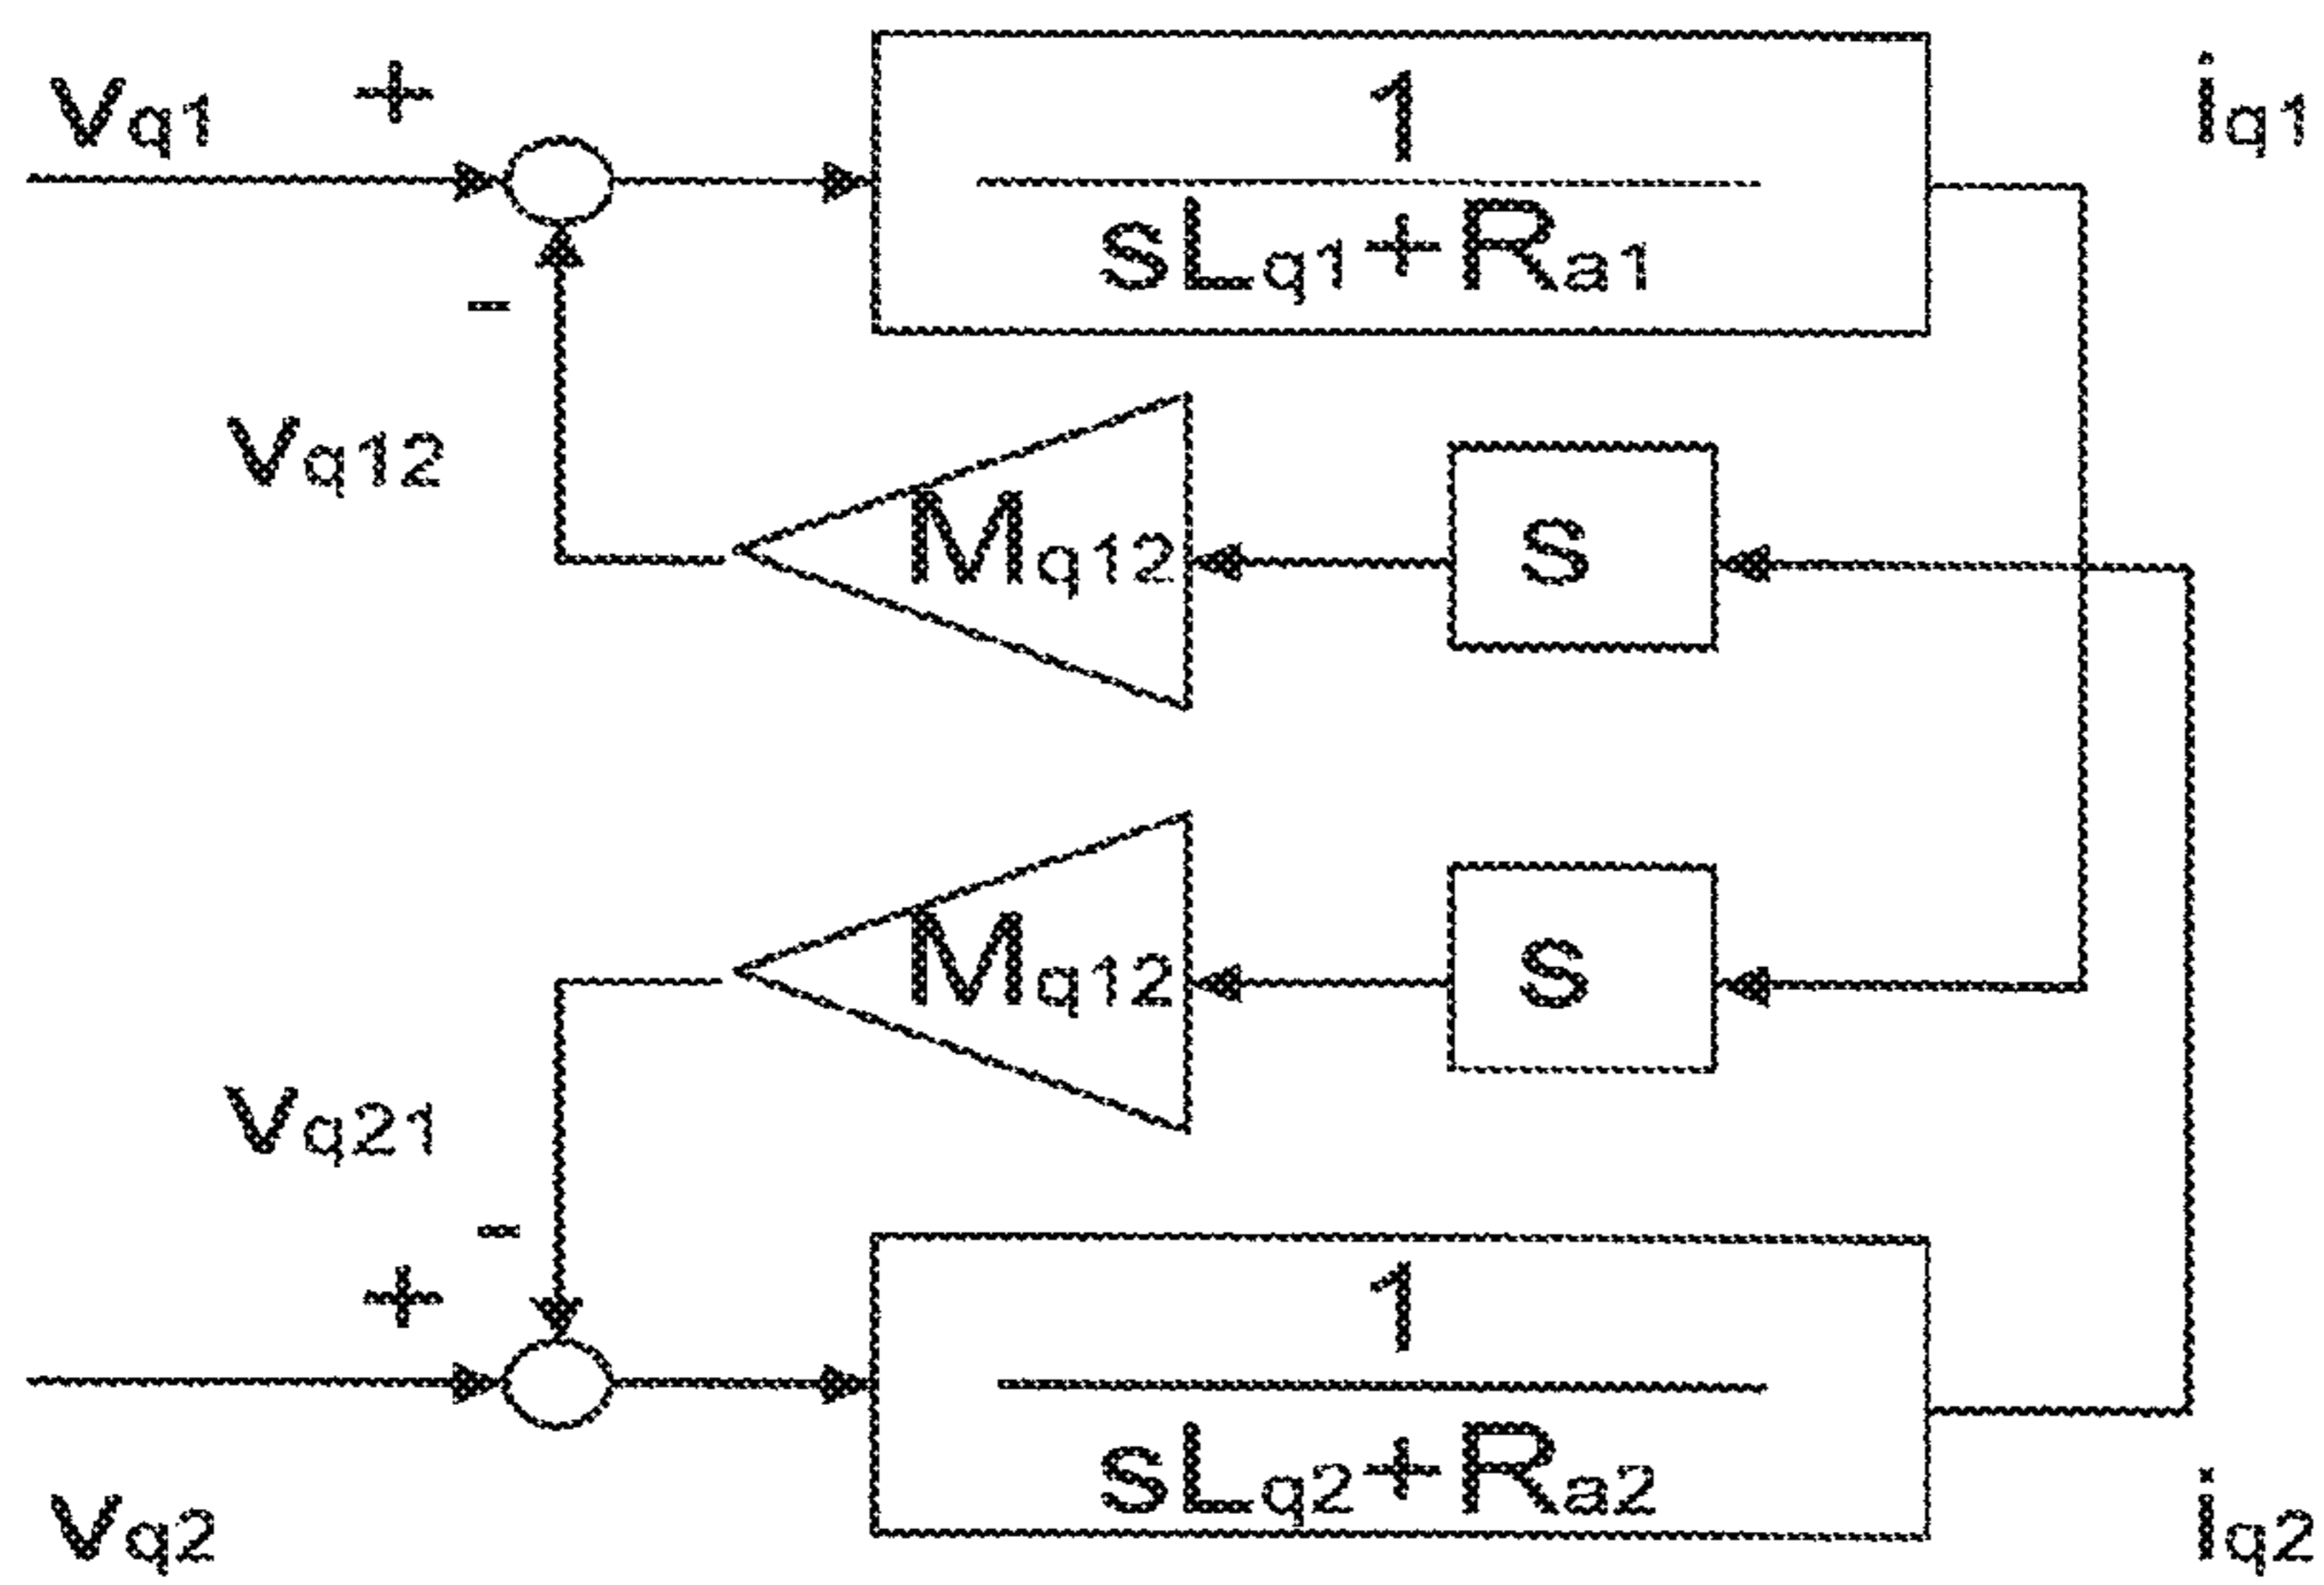 Vq1 + 1 iq1
sLq1+Ra1
-
Vq12 Mq12 s
Mq12 s
Vq21
-
+ 1
sLq2+Ra2
Vq2 iq2